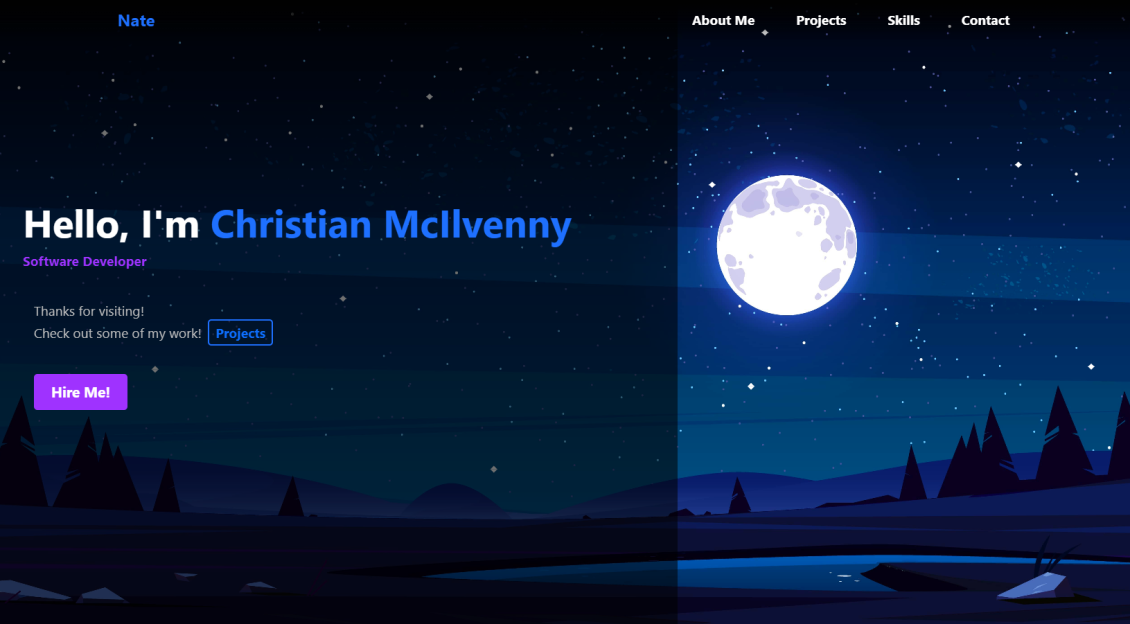 Nate
About Me
Projects
Skills
Contact
Hello, I'm Christian McIlvenny
Software Developer
Thanks for visiting!
Check out some of my work! Projects
Hire Me!